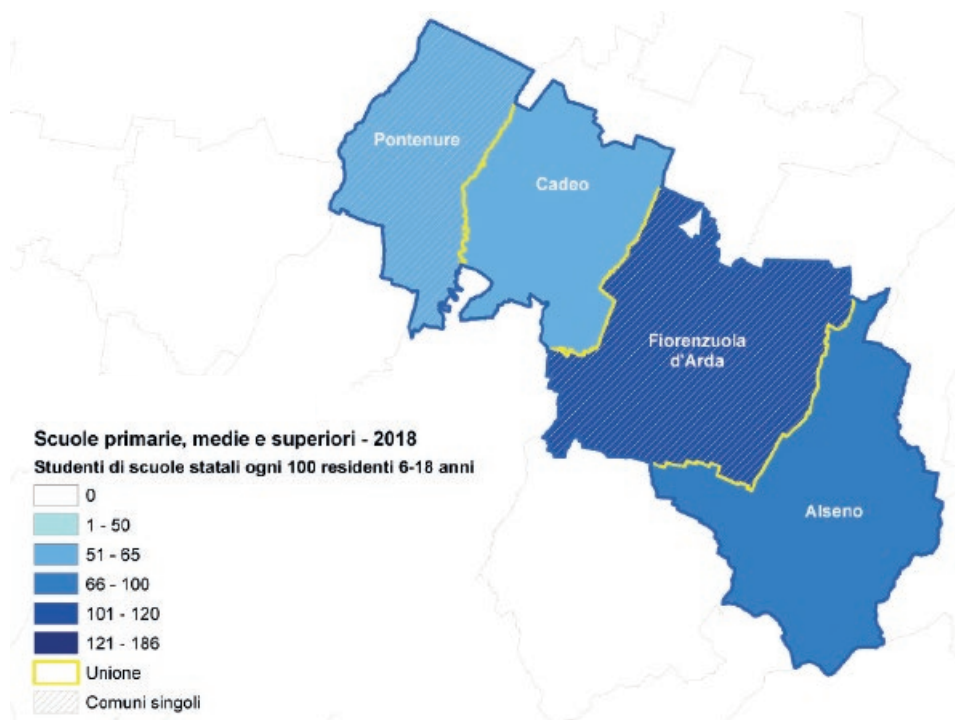 Pontenure
Cadeo
Fiorenzuola
d'Arda
Alseno
Scuole primarie, medie e superiori - 2018
Studenti di scuole statali ogni 100 residenti 6-18 anni
0
1 - 50
51 - 65
66 - 100
101 - 120
121 - 186
Unione
Comuni singoli